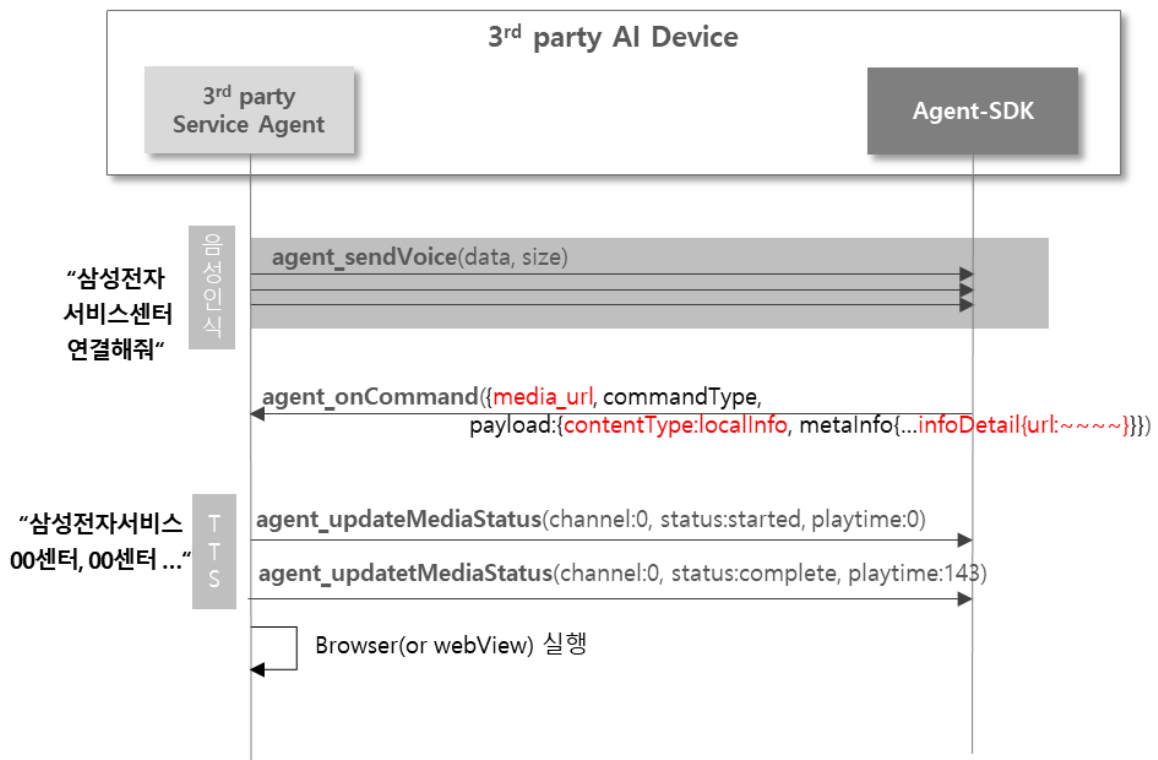 3rd party AI Device
3rd party
Service Agent
Agent-SDK
음성인식
agent_sendVoice(data, size)
“삼성전자
서비스센터
연결해줘“
agent_onCommand({media_url, commandType,
payload:{contentType:localInfo, metaInfo{...infoDetail{url:~~~~}}})
TTS
“삼성전자서비스
00센터, 00센터 ...“
agent_updateMediaStatus(channel:0, status:started, playtime:0)
agent_updatetMediaStatus(channel:0, status:complete, playtime:143)
Browser(or webView) 실행